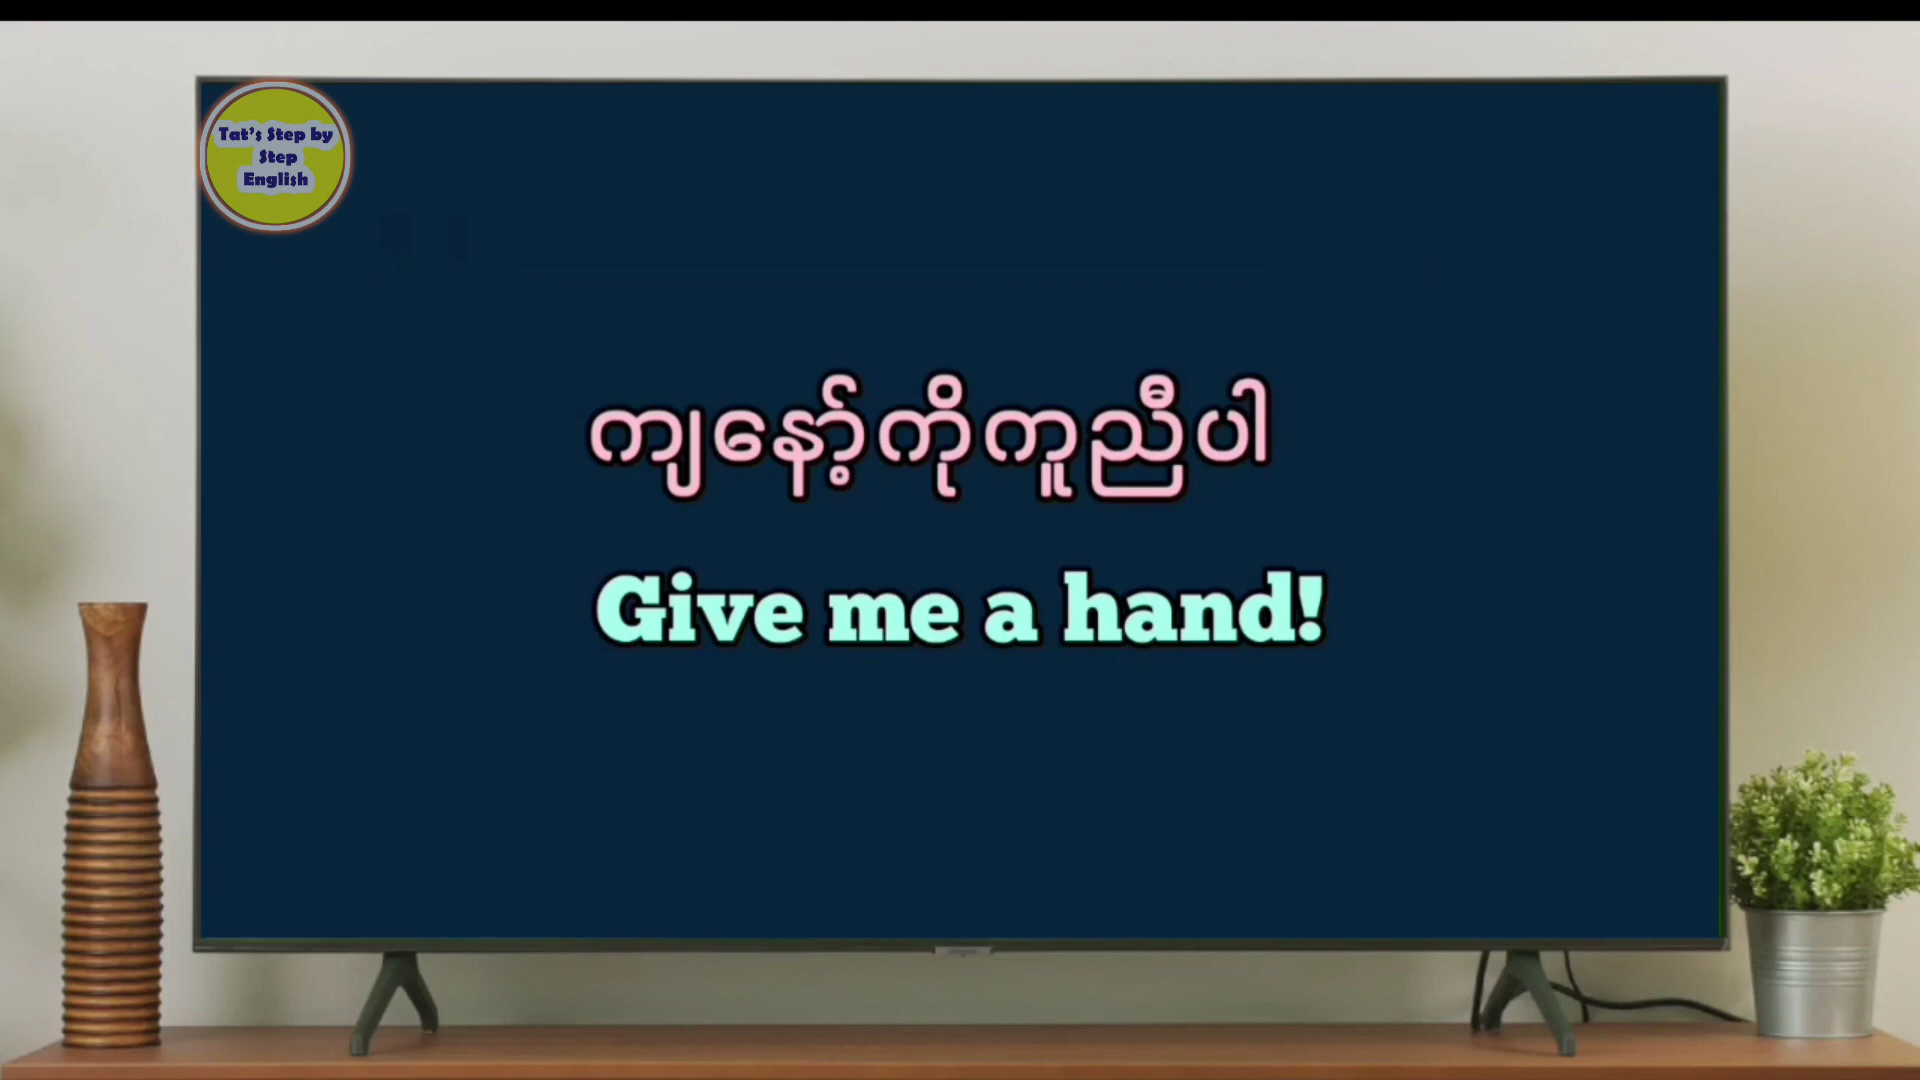 Tat's Step by
Step
English
ကျနော့်ကိုကူညီပါ
Give me a hand!